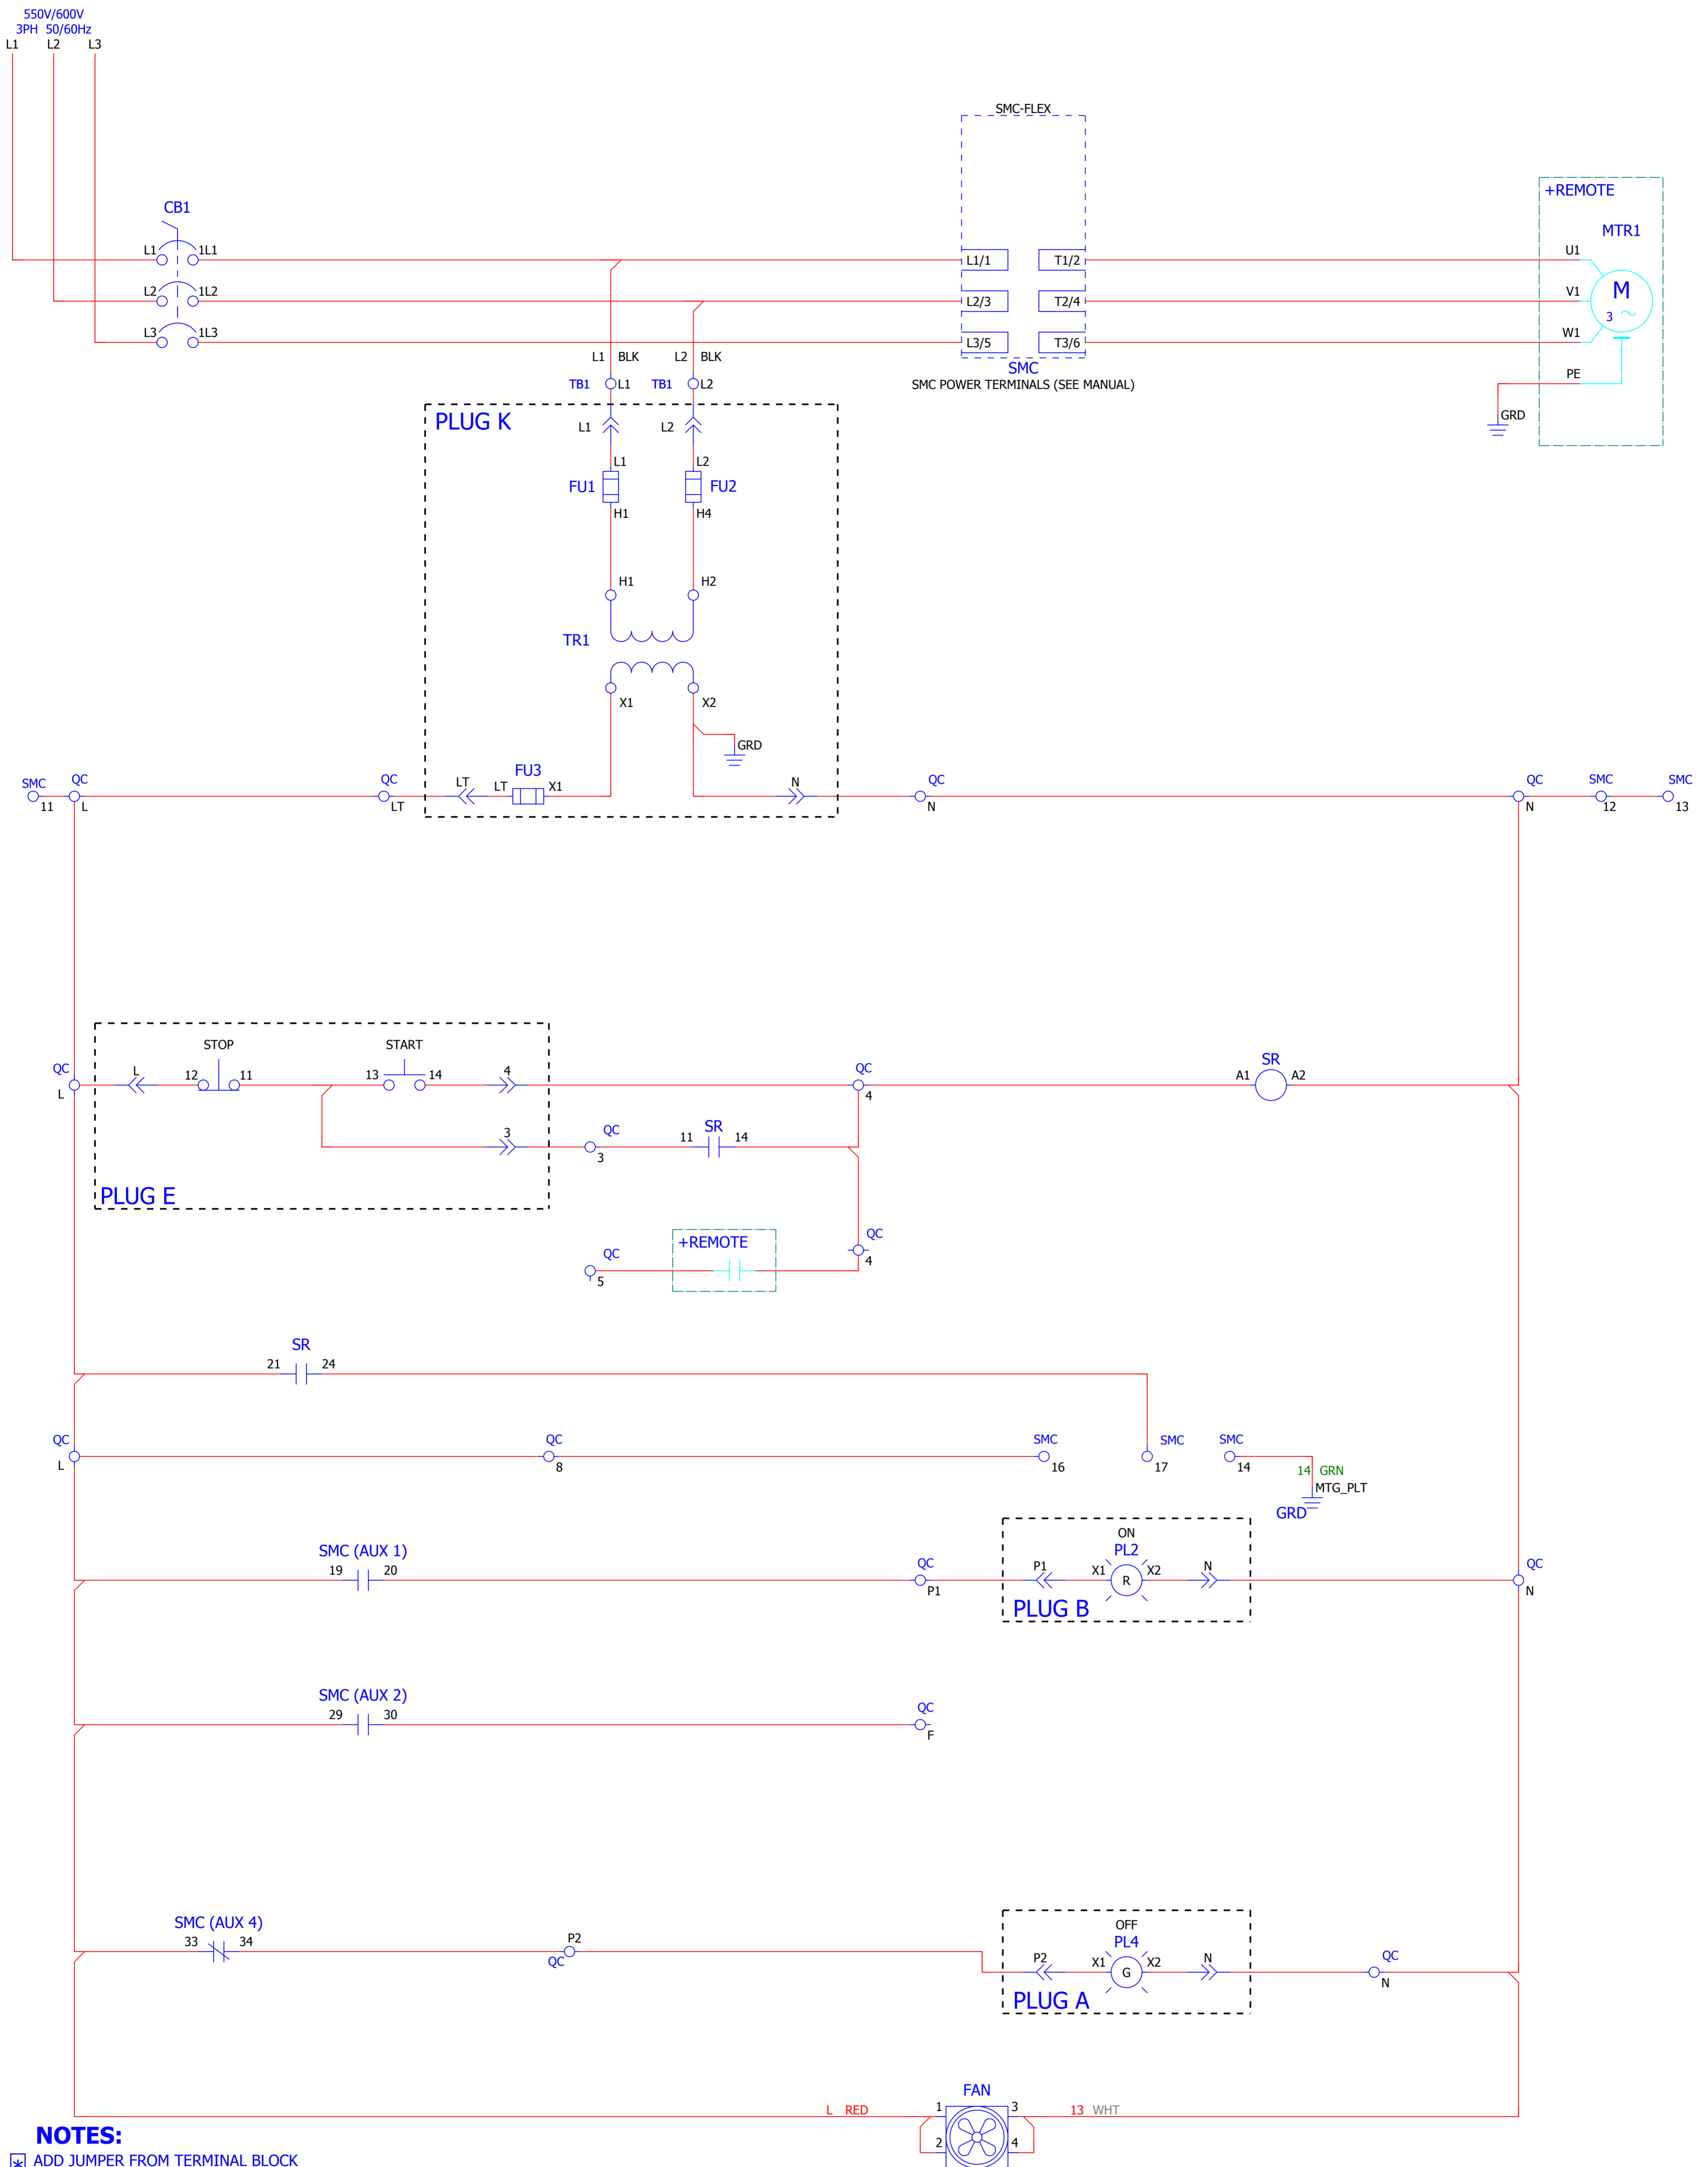 550V/600V
3PH 50/60Hz
L1 L2 L3
SMC-FLEX
+REMOTE
CB1
MTR1
L1 1L1 L1/1 T1/2 U1
L2 1L2 L2/3 T2/4 V1 M
3
L3 1L3 L3/5 T3/6 W1
L1 BLK L2 BLK SMC
TB1 L1 TB1 L2 SMC POWER TERMINALS (SEE MANUAL) PE
GRD
PLUG K
L1 L2
L1 L2
FU1 FU2
H1 H4
H1 H2
TR1
X1 X2
GRD
FU3
SMC QC QC LT LT X1 N QC QC SMC SMC
11 L LT N N 12 13
STOP START
QC L 12 11 13 14 4 QC SR
L 4 A1 A2
3 QC 11 SR 14
3
PLUG E
QC +REMOTE QC
5 4
SR
21 24
QC QC SMC SMC SMC
L 8 16 17 14
14 GRN
MTG_PLT
GRD
ON
SMC (AUX 1) PL2
19 20 QC P1 X1 R X2 N QC
P1 N
PLUG B
SMC (AUX 2)
29 30 QC
F
OFF
SMC (AUX 4) PL4
33 34 P2 P2 X1 G X2 N QC
QC N
PLUG A
FAN
L RED 1 3 13 WHT
2 4
NOTES:
* ADD JUMPER FROM TERMINAL BLOCK